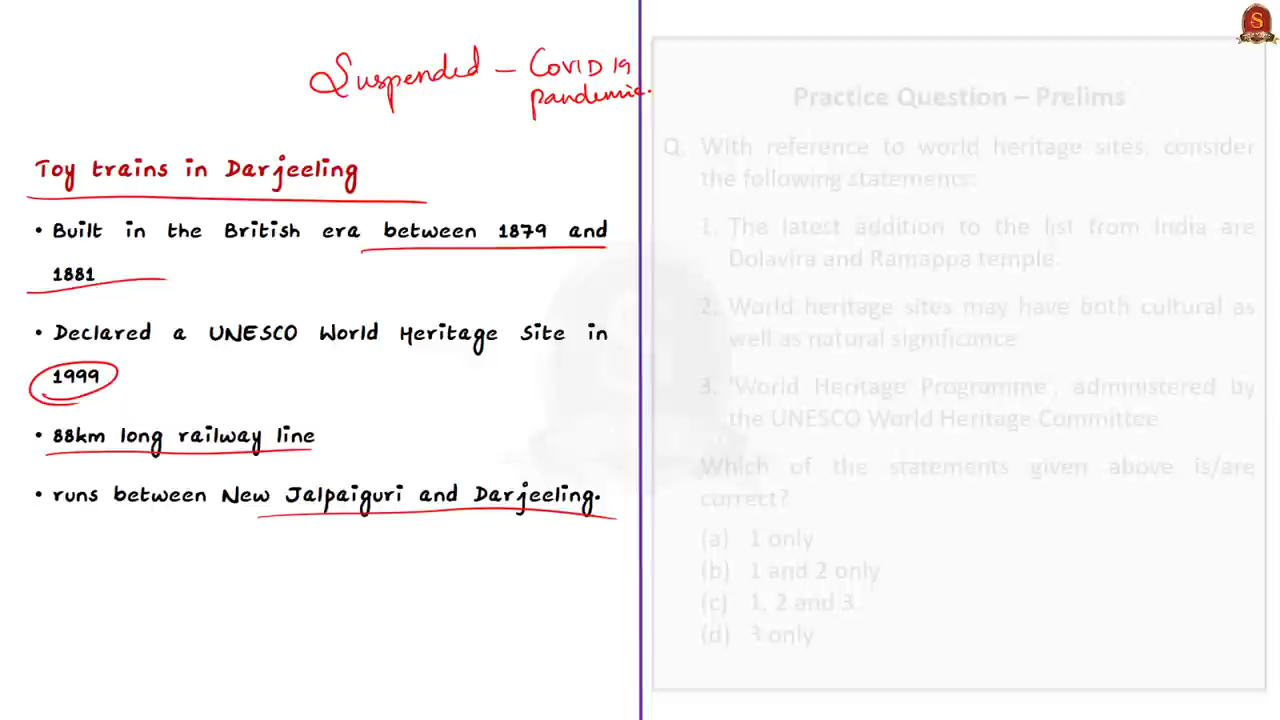 Suspended – COVID 19
pandemic.
Toy trains in Darjeeling
• Built in the British era between 1879 and
1881
• Declared a UNESCO World Heritage Site in
1999
• 88km long railway line
• runs between New Jalpaiguri and Darjeeling.
S
Practice Question – Prelims
Q. With reference to world heritage sites, consider
the following statements:
1. The latest addition to the list from India are
Dolavira and Ramappa temple.
2. World heritage sites may have both cultural as
well as natural significance
3. 'World Heritage Programme', administered by
the UNESCO World Heritage Committee
Which of the statements given above is/are
correct?
(a) 1 only
(b) 1 and 2 only
(c) 1, 2 and 3
(d) 3 only